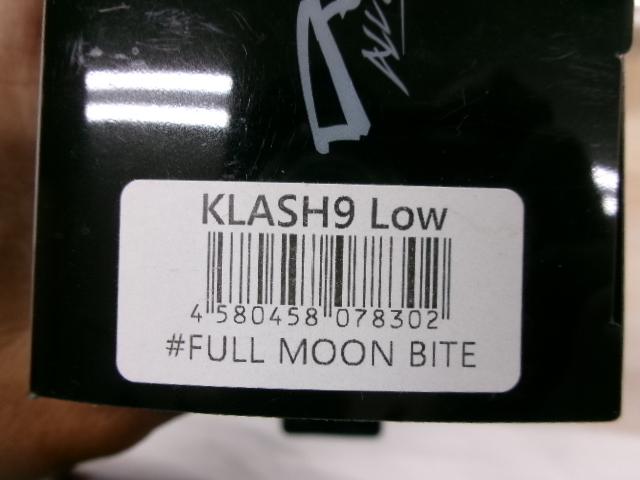 KLASH9 Low
4 580458 078302
#FULL MOON BITE